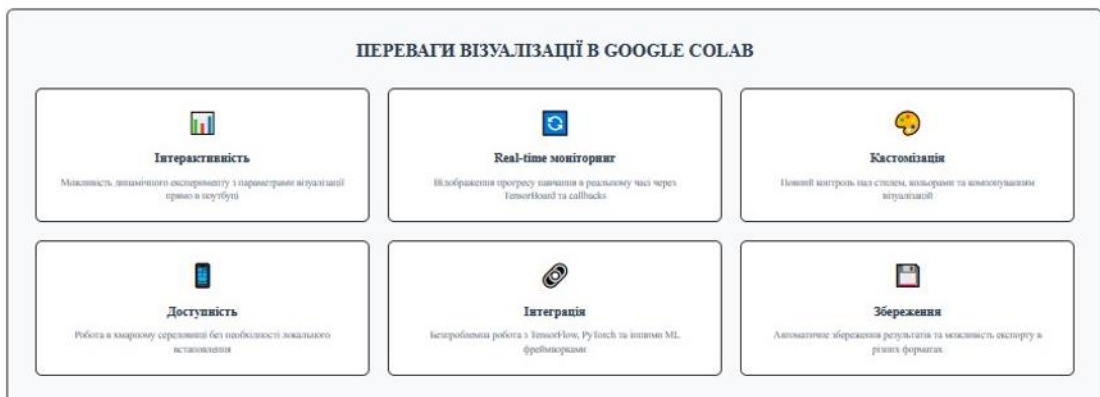 ПЕРЕВАГИ ВІЗУАЛІЗАЦІЇ В GOOGLE COLAB
Інтерактивність
Можливість динамічного експерименту з параметрами візуалізації
прямо в ноутбуці
Real-time моніторинг
Відображення прогресу навчання в реальному часі через
TensorBoard та callbacks
Кастомізація
Повний контроль над стилем, кольорами та компонуванням
візуалізацій
Доступність
Робота в хмарному середовищі без необхідності локального
встановлення
Інтеграція
Безпроблемна робота з TensorFlow, PyTorch та іншими ML
фреймворками
Збереження
Автоматичне збереження результатів та можливість експорту в
різних форматах